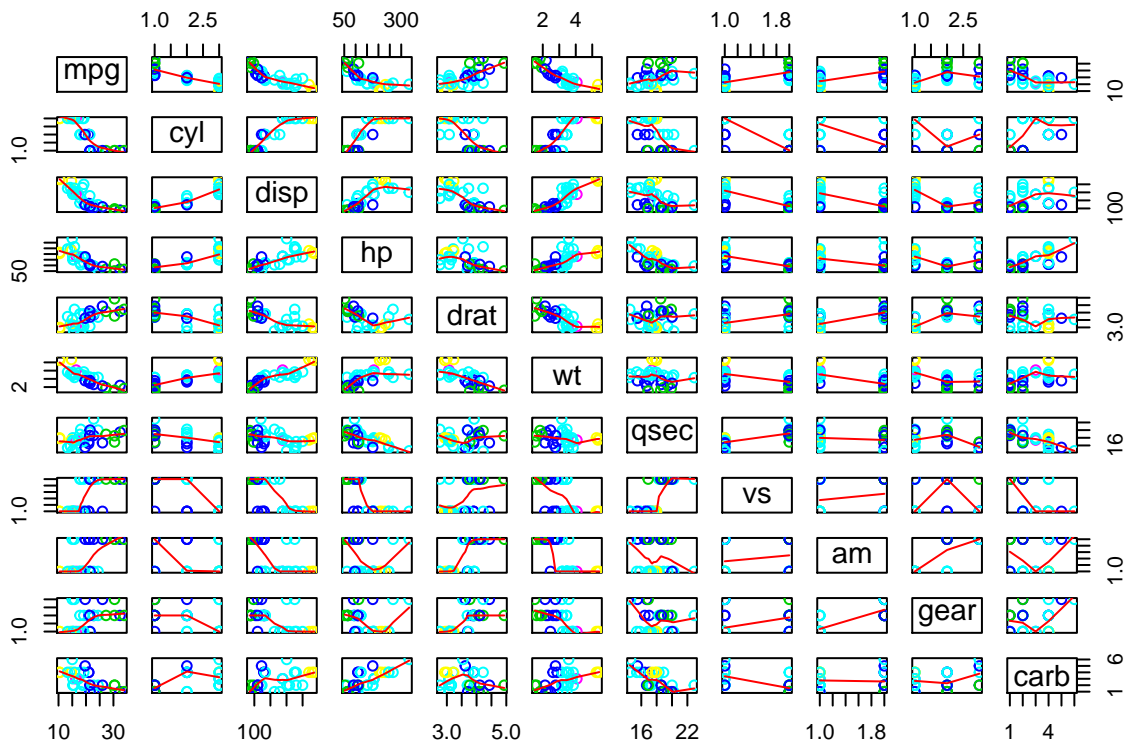 1.0 2.5 50 300 2 4 1.0 1.8 1.0 2.5
mpg 10
1.0 cyl
disp 100
50 hp
drat 3.0
2 wt
qsec 16
1.0 vs
am 1.0
1.0 gear
carb 1 6
10 30 100 3.0 5.0 16 22 1.0 1.8 1 4